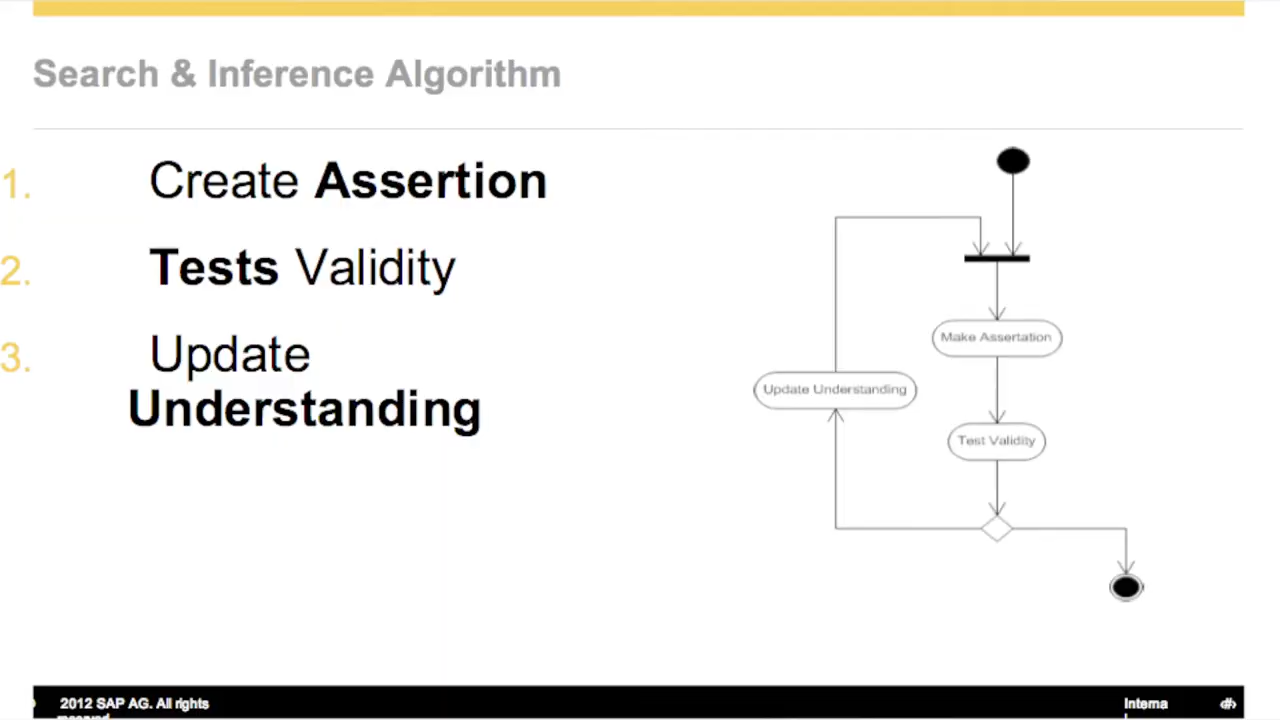 Search & Inference Algorithm
1. Create Assertion
2. Tests Validity
3. Update
Understanding
Make Assertation
Update Understanding
Test Validity
2012 SAP AG. All rights
reserved
Interna
l
‹#›